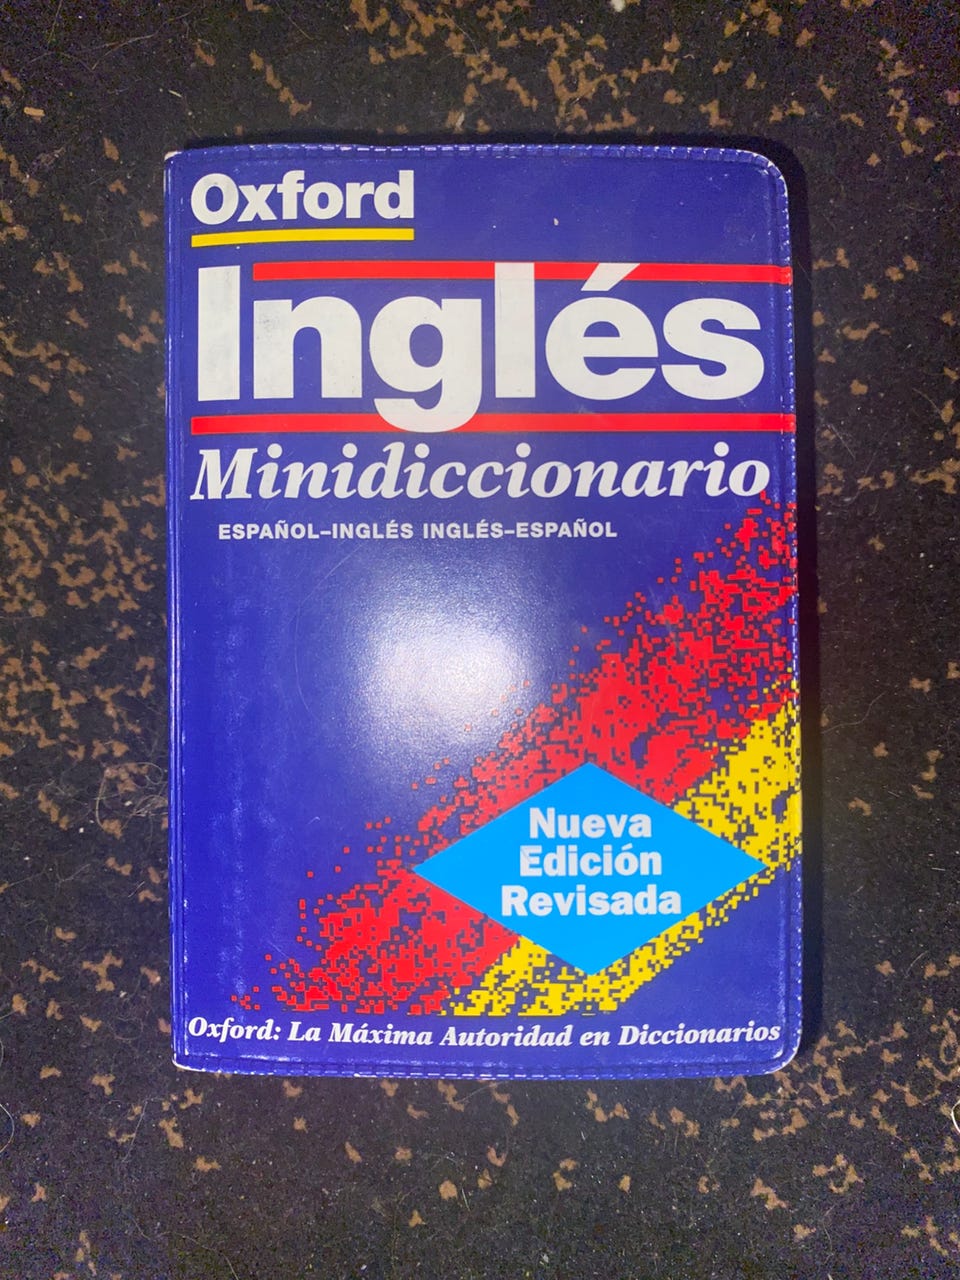 Oxford
Inglés
Minidiccionario
ESPAÑOL–INGLÉS INGLÉS–ESPAÑOL
Nueva
Edición
Revisada
Oxford: La Máxima Autoridad en Diccionarios